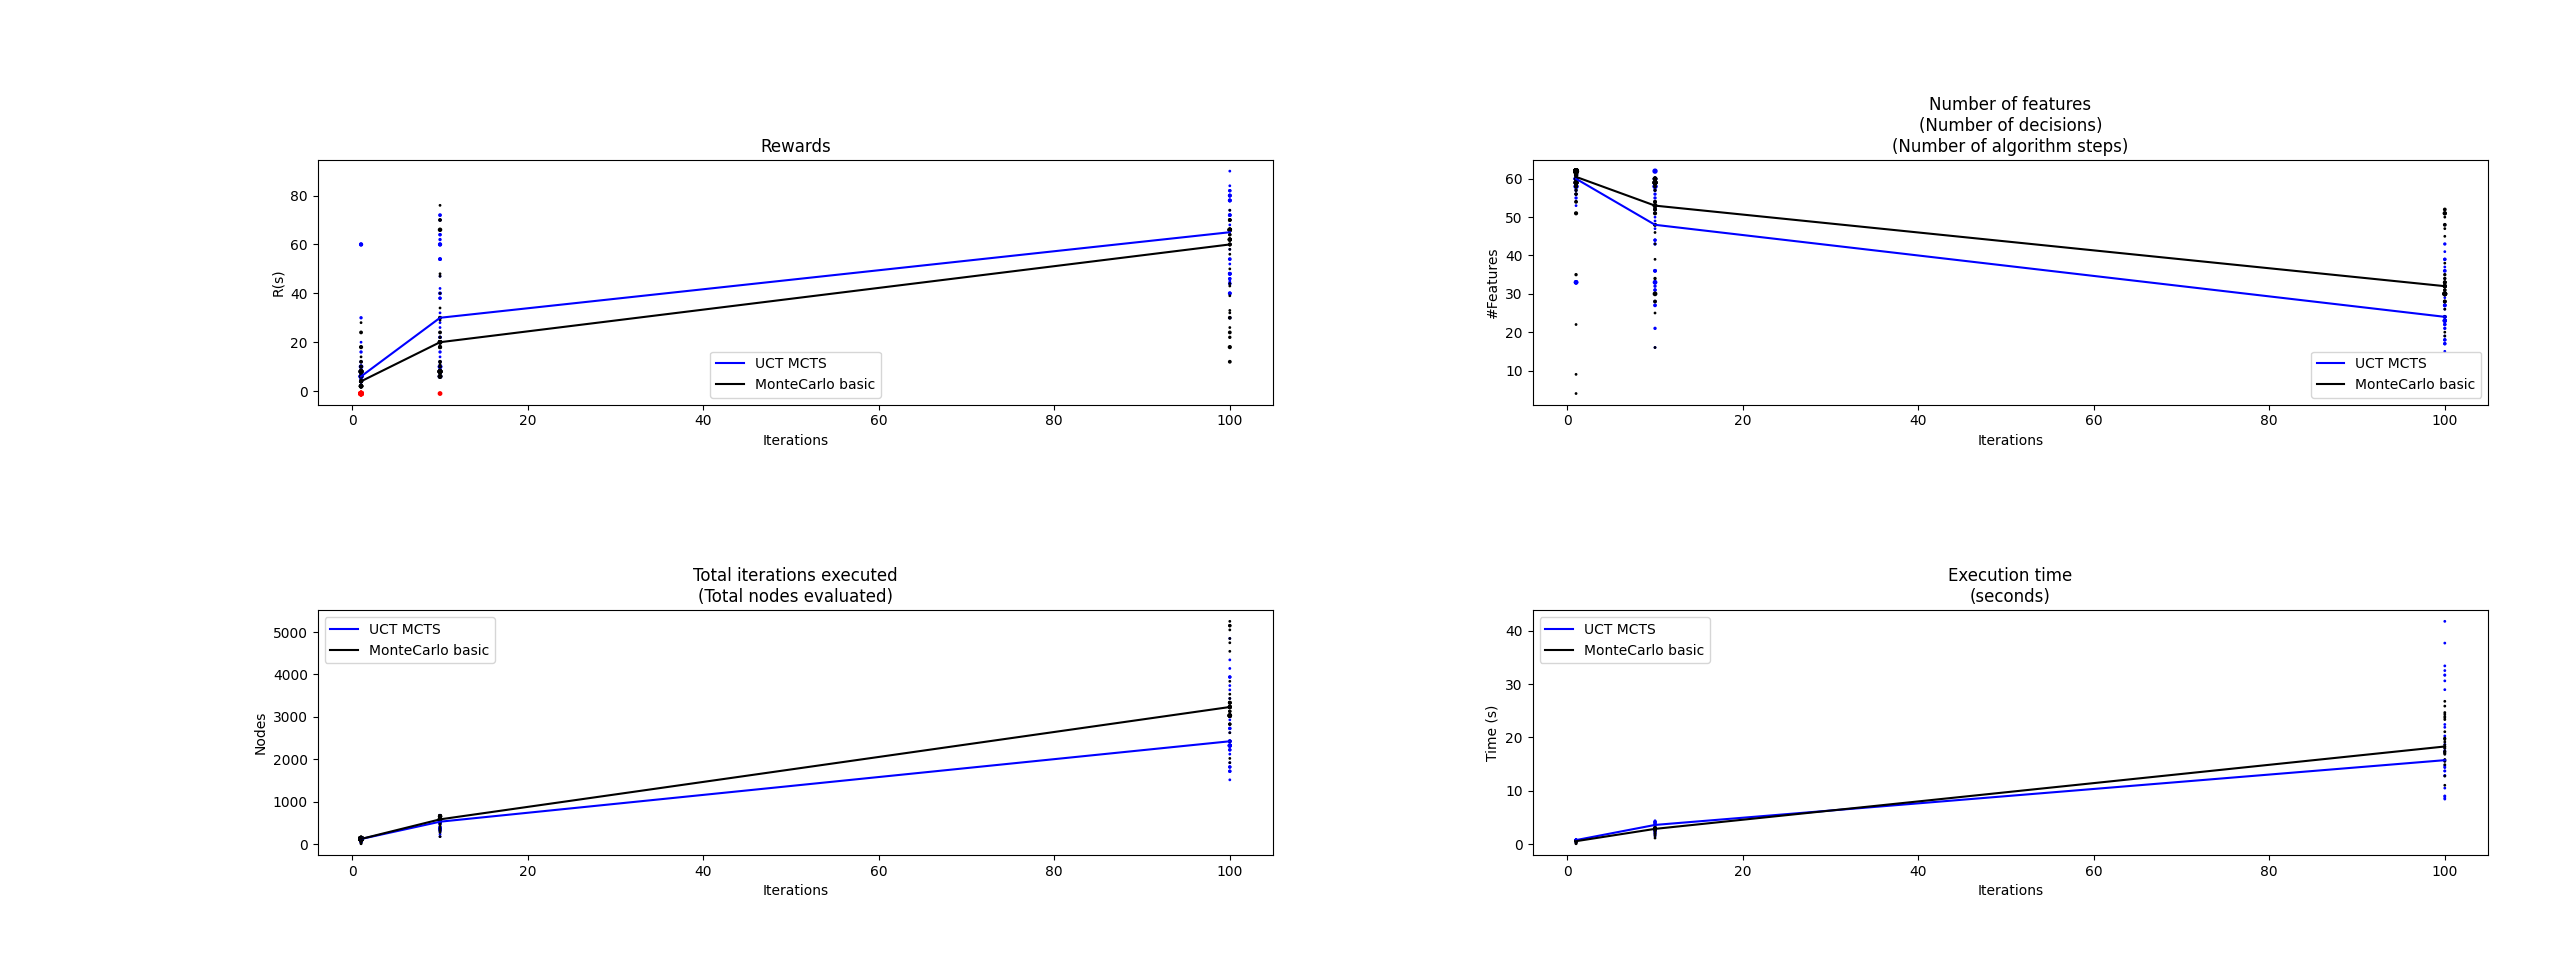 Rewards
R(s)
80
60
40
20
0
0 20 40 60 80 100
Iterations
UCT MCTS
MonteCarlo basic
Number of features
(Number of decisions)
(Number of algorithm steps)
#Features
60
50
40
30
20
10
0 20 40 60 80 100
Iterations
UCT MCTS
MonteCarlo basic
Total iterations executed
(Total nodes evaluated)
Nodes
5000
4000
3000
2000
1000
0
0 20 40 60 80 100
Iterations
UCT MCTS
MonteCarlo basic
Execution time
(seconds)
Time (s)
40
30
20
10
0
0 20 40 60 80 100
Iterations
UCT MCTS
MonteCarlo basic